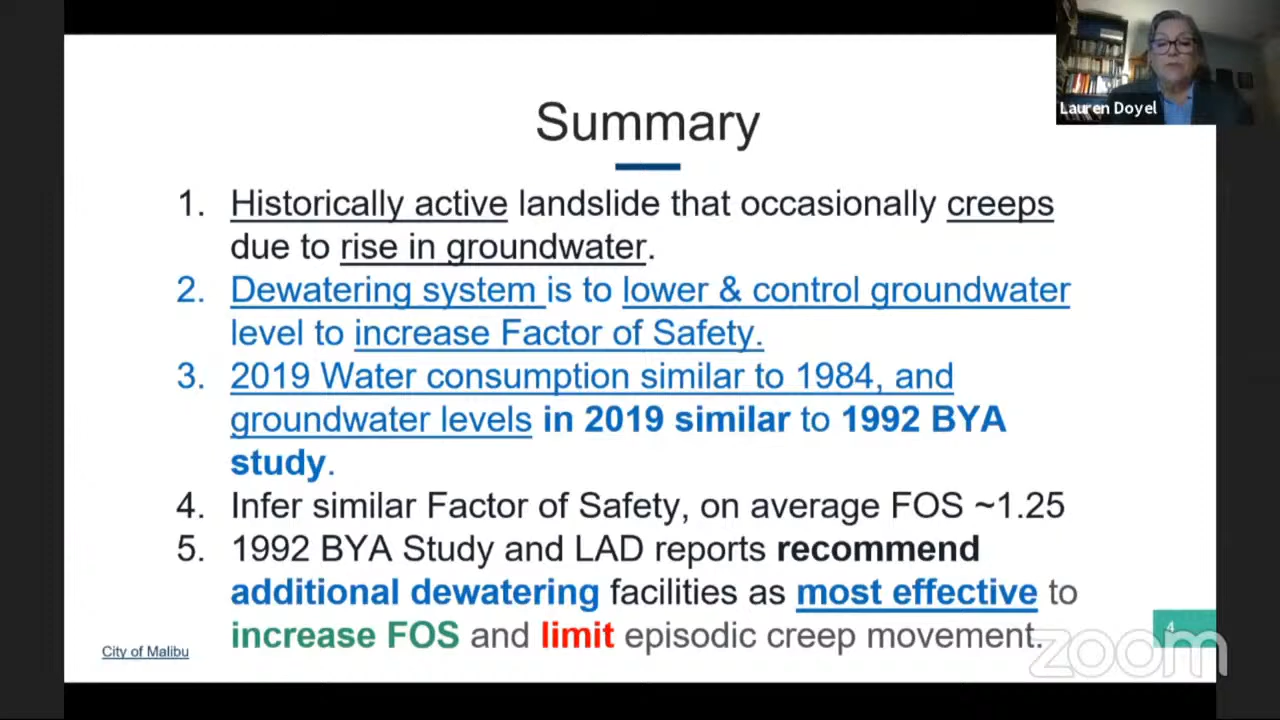 Lauren Doyel
Summary
1. Historically active landslide that occasionally creeps
due to rise in groundwater.
2. Dewatering system is to lower & control groundwater
level to increase Factor of Safety.
3. 2019 Water consumption similar to 1984, and
groundwater levels in 2019 similar to 1992 BYA
study.
4. Infer similar Factor of Safety, on average FOS ~1.25
5. 1992 BYA Study and LAD reports recommend
additional dewatering facilities as most effective to
increase FOS and limit episodic creep movement.
City of Malibu
4
zoom